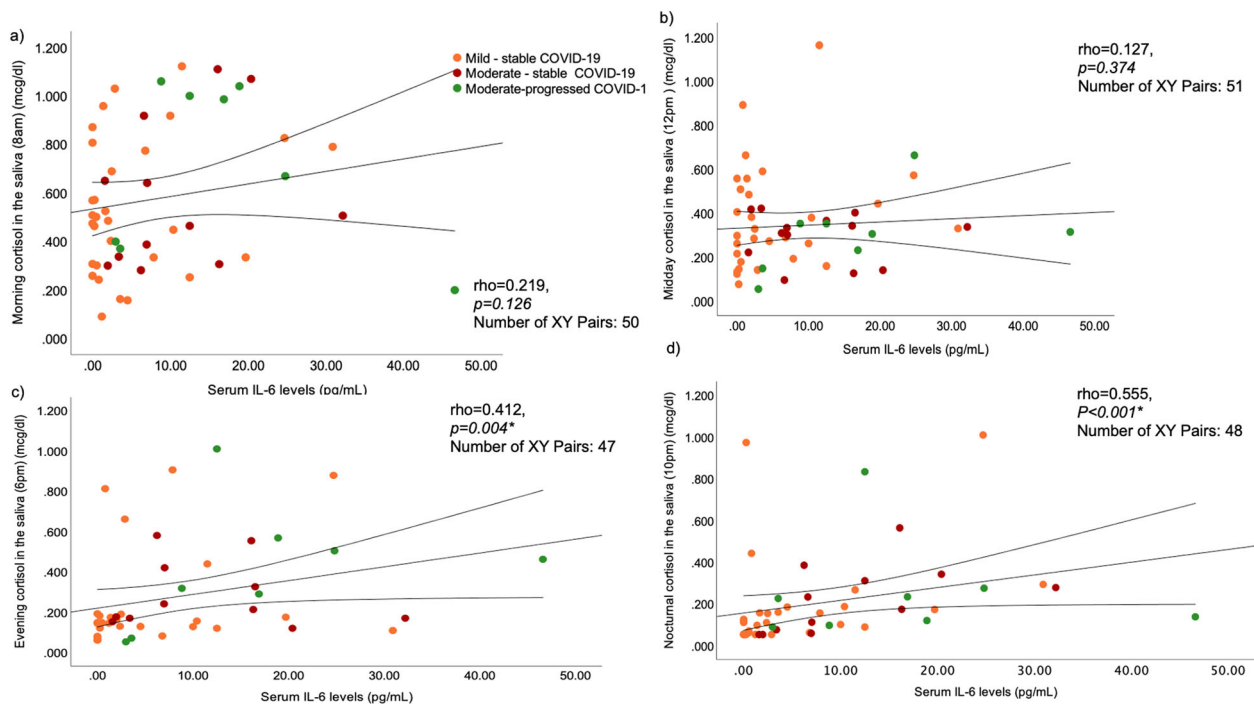 a)
Morning cortisol in the saliva (8am) (mcg/dl)
1.200
1.000
.800
.600
.400
.200
.000
Mild - stable COVID-19
Moderate - stable COVID-19
Moderate-progressed COVID-1
rho=0.219,
p=0.126
Number of XY Pairs: 50
.00 10.00 20.00 30.00 40.00 50.00
Serum IL-6 levels (pg/mL)
b)
Midday cortisol in the saliva (12pm ) (mcg/dl)
1.200
1.000
.800
.600
.400
.200
.000
rho=0.127,
p=0.374
Number of XY Pairs: 51
.00 10.00 20.00 30.00 40.00 50.00
Serum IL-6 levels (pg/mL)
c)
Evening cortisol in the saliva (6pm) (mcg/dl)
1.200
1.000
.800
.600
.400
.200
.000
rho=0.412,
p=0.004*
Number of XY Pairs: 47
.00 10.00 20.00 30.00 40.00 50.00
Serum IL-6 levels (pg/mL)
d)
Nocturnal cortisol in the saliva (10pm) (mcg/dl)
1.200
1.000
.800
.600
.400
.200
.000
rho=0.555,
P<0.001*
Number of XY Pairs: 48
.00 10.00 20.00 30.00 40.00 50.00
Serum IL-6 levels (pg/mL)